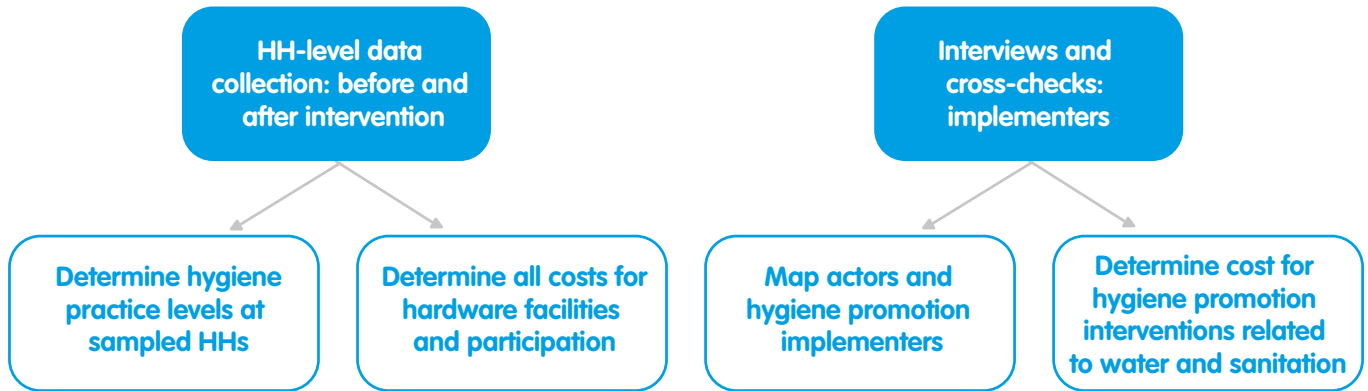 HH-level data
collection: before and
after intervention
Interviews and
cross-checks:
implementers
Determine hygiene
practice levels at
sampled HHs
Determine all costs for
hardware facilities
and participation
Map actors and
hygiene promotion
implementers
Determine cost for
hygiene promotion
interventions related
to water and sanitation